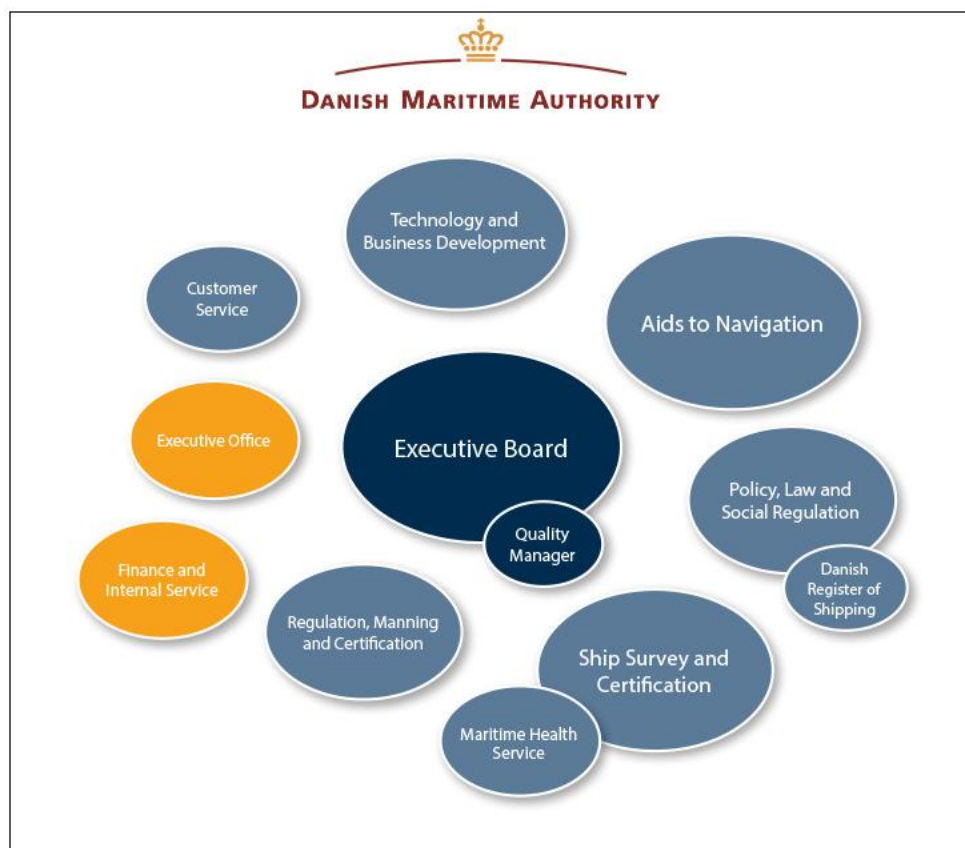 DANISH MARITIME AUTHORITY
Technology and
Business Development
Customer
Service
Aids to Navigation
Executive Office
Executive Board
Policy, Law and
Social Regulation
Quality
Manager
Finance and
Internal Service
Danish
Register of
Shipping
Regulation, Manning
and Certification
Ship Survey and
Certification
Maritime Health
Service